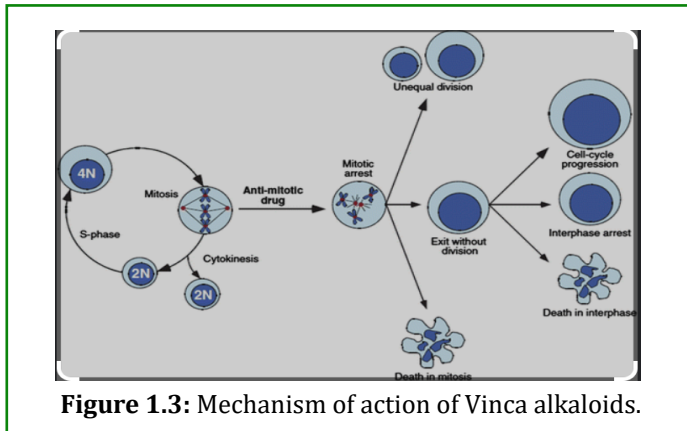 Unequal division
4N
Mitosis
Anti-mitotic
drug
Mitotic
arrest
Cell-cycle
progression
S-phase
Exit without
division
Interphase arrest
Cytokinesis
2N
2N
Death in interphase
Death in mitosis
Figure 1.3: Mechanism of action of Vinca alkaloids.